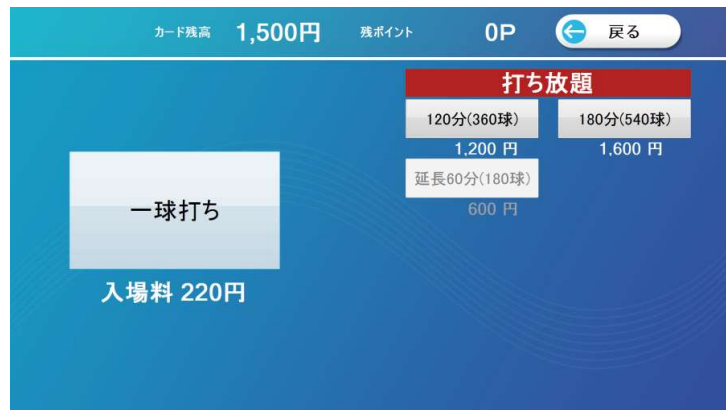 カード残高 1,500円 残ポイント 0P 戻る
打ち放題
120分(360球) 180分(540球)
1,200 円 1,600 円
延長60分(180球)
600 円
一球打ち
入場料 220円